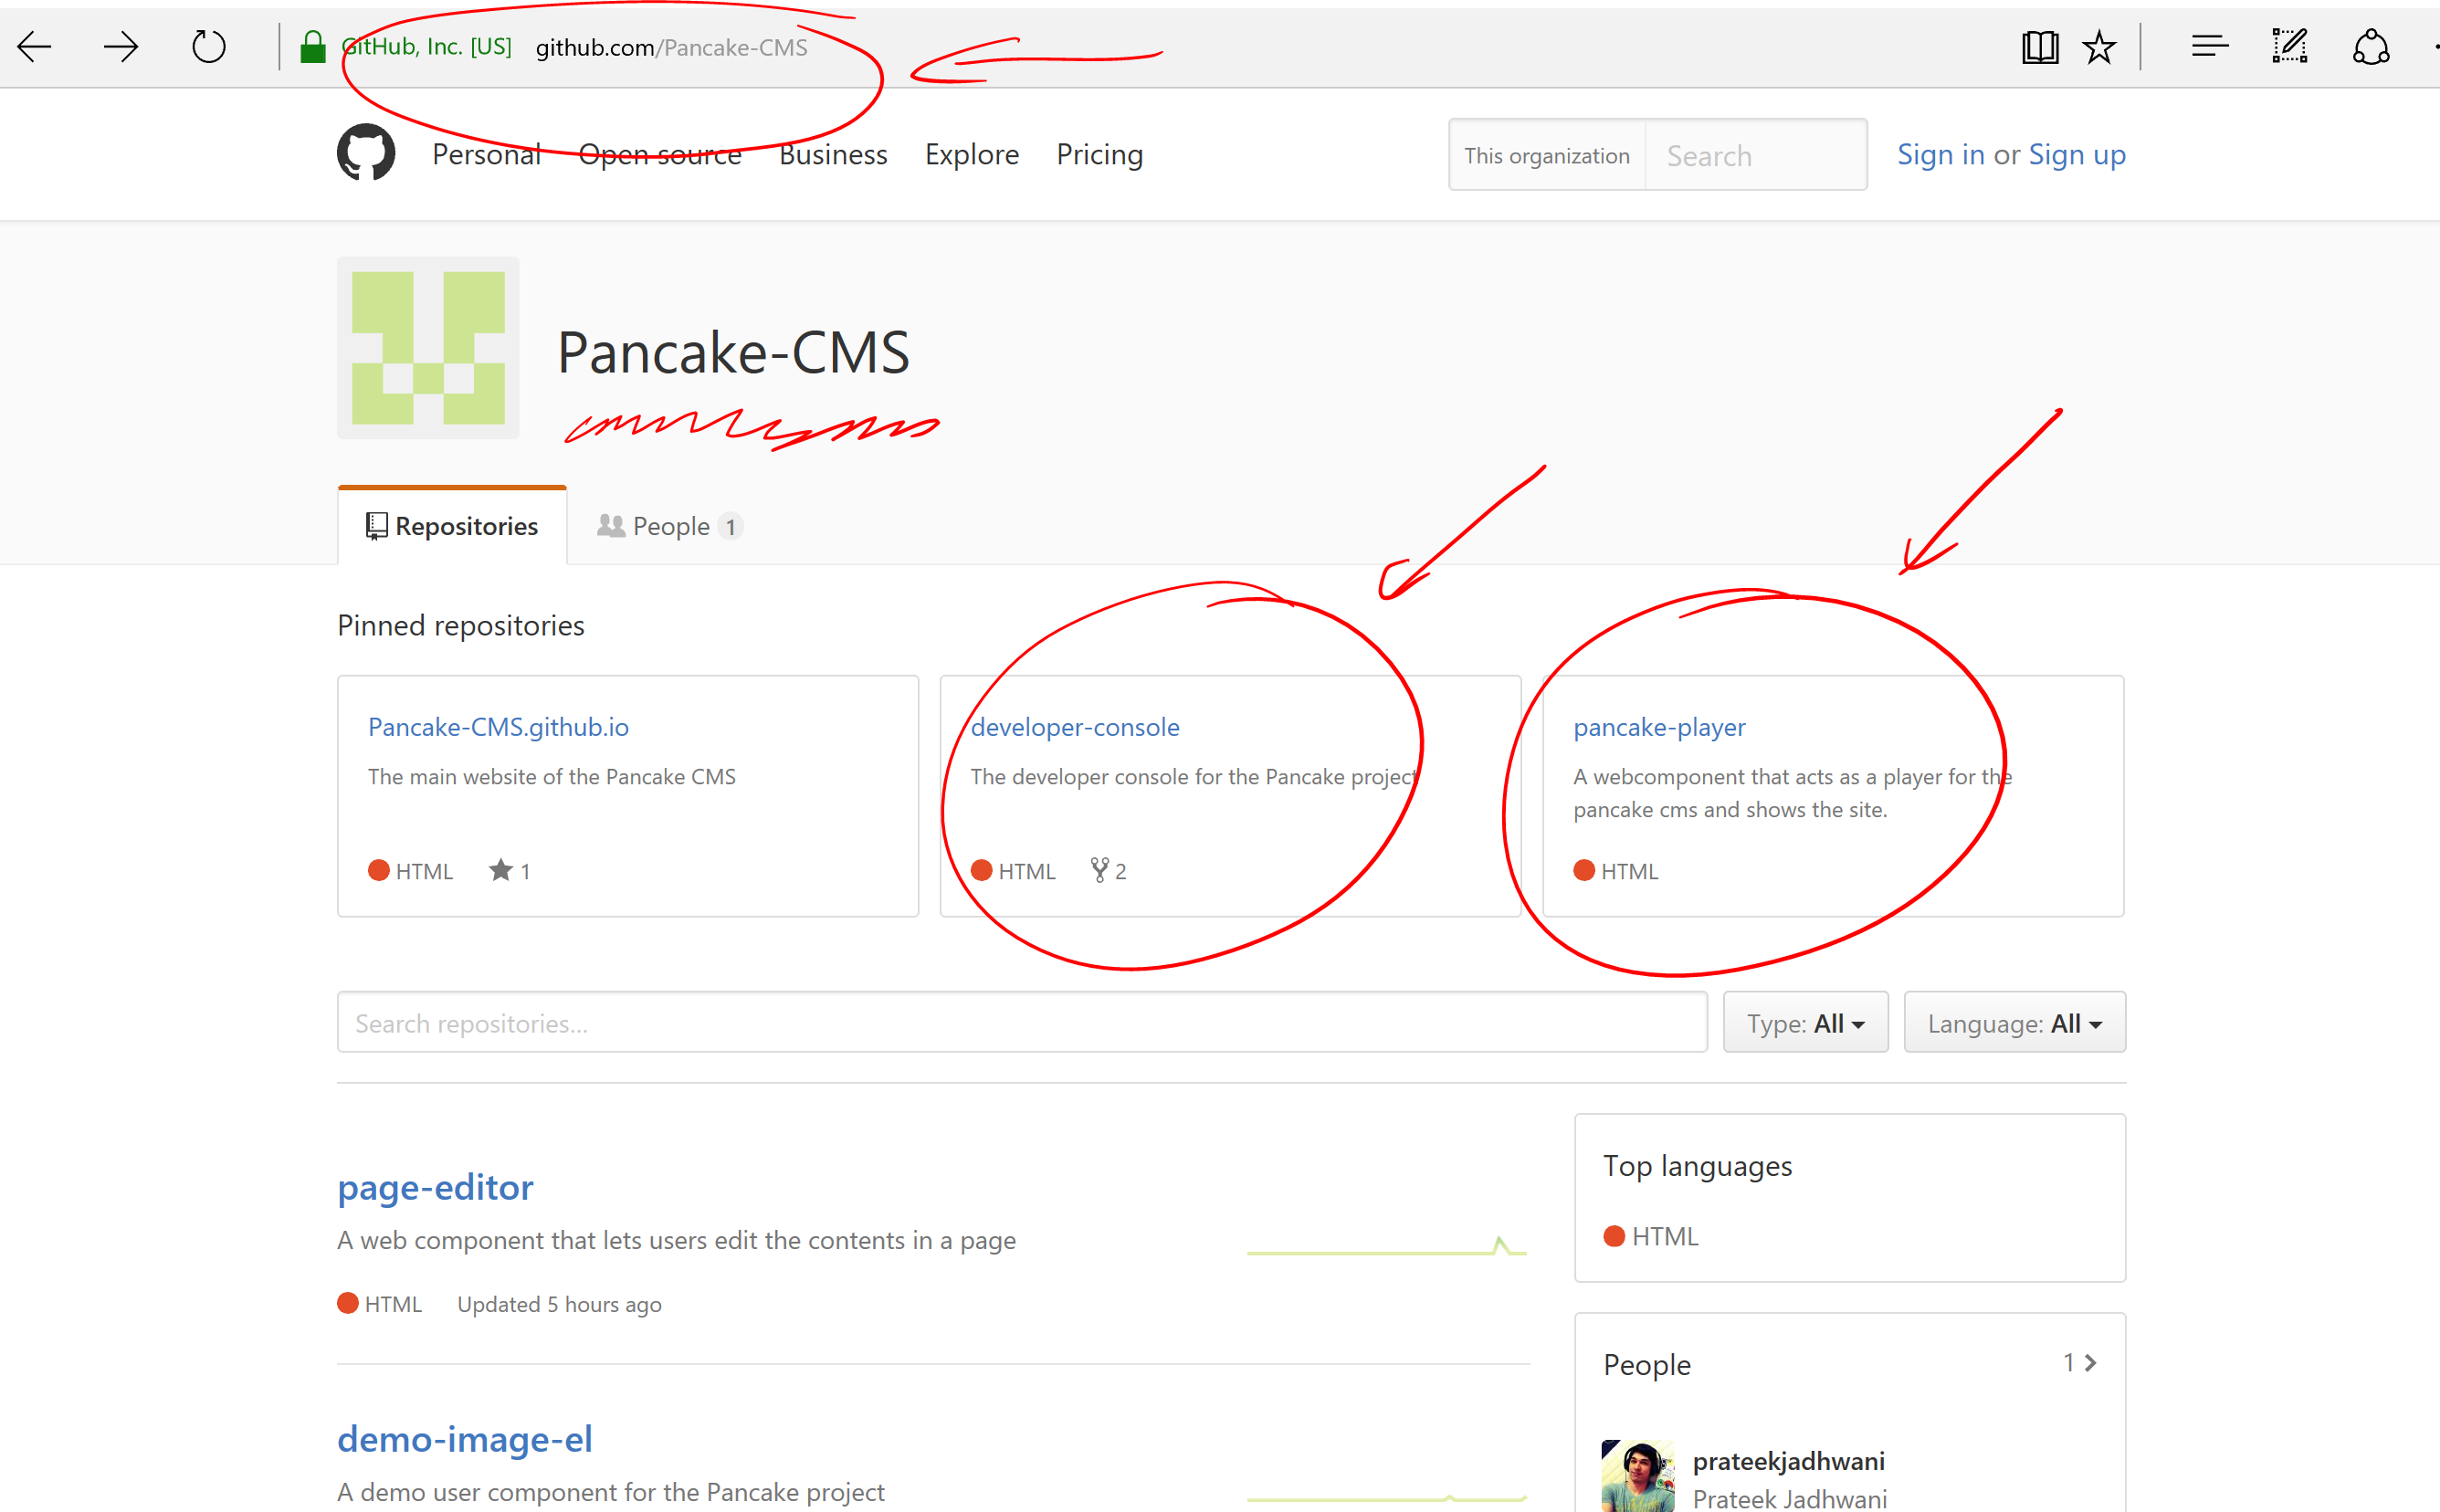 GitHub, Inc. [US] github.com/Pancake-CMS
Personal Open source Business Explore Pricing This organization Search Sign in or Sign up
Pancake-CMS
Repositories People 1
Pinned repositories
Pancake-CMS.github.io
The main website of the Pancake CMS
HTML 1
developer-console
The developer console for the Pancake project
HTML 2
pancake-player
A webcomponent that acts as a player for the
pancake cms and shows the site.
HTML
Search repositories...
Type: All
Language: All
page-editor
A web component that lets users edit the contents in a page
HTML Updated 5 hours ago
demo-image-el
A demo user component for the Pancake project
Top languages
HTML
People 1
prateekjadhwani
Prateek Jadhwani